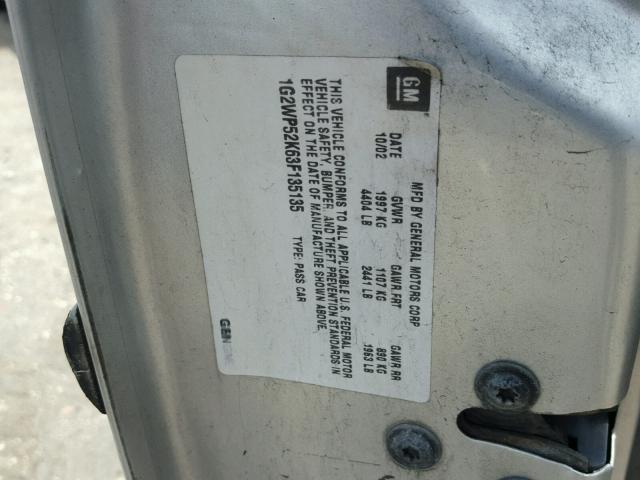 GM
MFD BY GENERAL MOTORS CORP
DATE GVWR GAWR FRT GAWR RR
10/02 1997 KG 1107 KG 890 KG
4404 LB 2441 LB 1963 LB
THIS VEHICLE CONFORMS TO ALL APPLICABLE U.S. FEDERAL MOTOR
VEHICLE SAFETY, BUMPER, AND THEFT PREVENTION STANDARDS IN
EFFECT ON THE DATE OF MANUFACTURE SHOWN ABOVE.
1G2WP52K63F135135 TYPE: PASS CAR